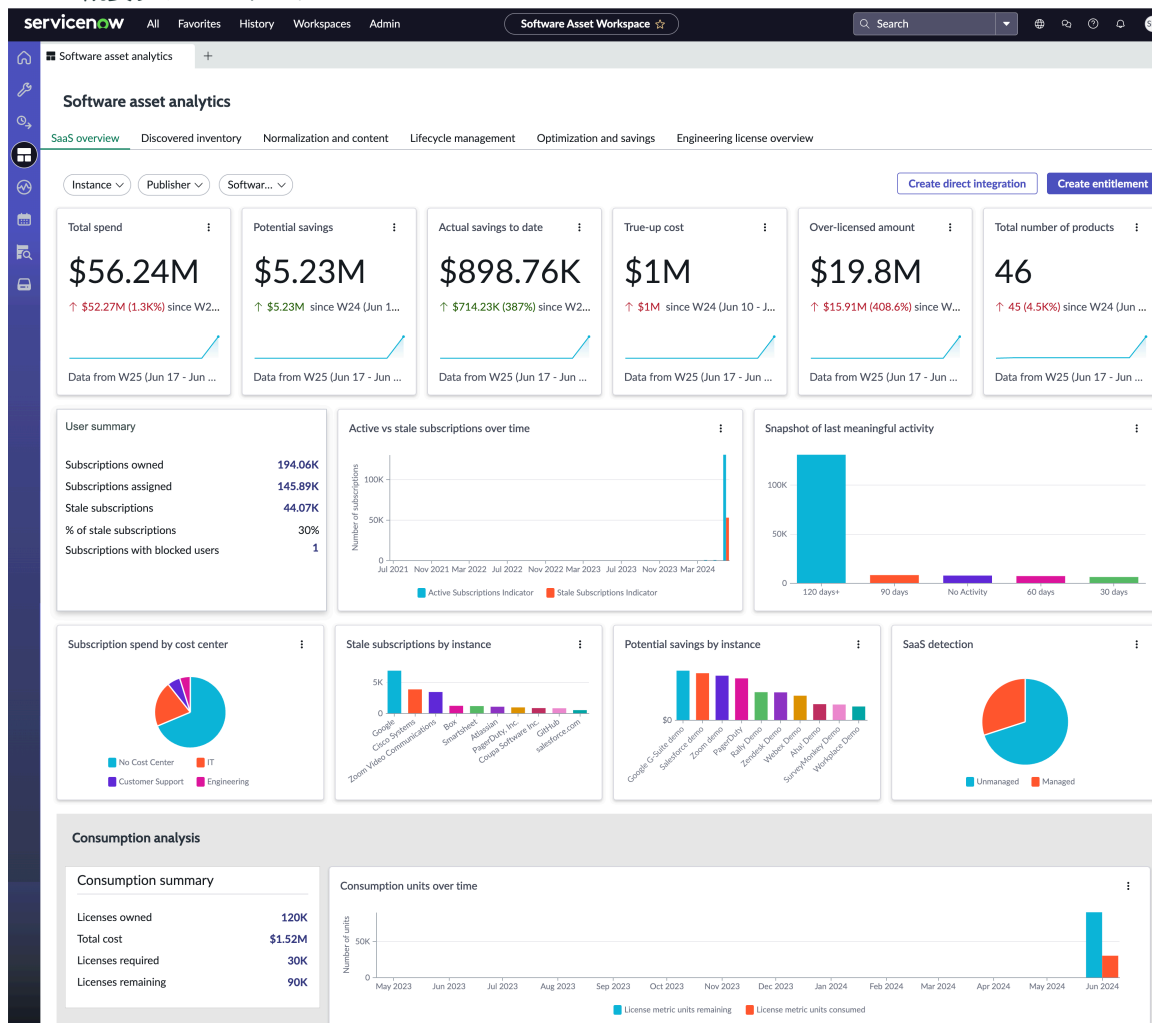 servicenow All Favorites History Workspaces Admin Software Asset Workspace Search
Software asset analytics
Software asset analytics
SaaS overview Discovered inventory Normalization and content Lifecycle management Optimization and savings Engineering license overview
Instance Publisher Softwar... Create direct integration Create entitlement
Total spend
$56.24M
↑ $52.27M (1.3K%) since W2...
Data from W25 (Jun 17 - Jun ...
Potential savings
$5.23M
↑ $5.23M since W24 (Jun 1...
Data from W25 (Jun 17 - Jun ...
Actual savings to date
$898.76K
↑ $714.23K (387%) since W2...
Data from W25 (Jun 17 - Jun ...
True-up cost
$1M
↑ $1M since W24 (Jun 10 - J...
Data from W25 (Jun 17 - Jun ...
Over-licensed amount
$19.8M
↑ $15.91M (408.6%) since W...
Data from W25 (Jun 17 - Jun ...
Total number of products
46
↑ 45 (4.5K%) since W24 (Jun ...
Data from W25 (Jun 17 - Jun ...
User summary
Subscriptions owned 194.06K
Subscriptions assigned 145.89K
Stale subscriptions 44.07K
% of stale subscriptions 30%
Subscriptions with blocked users 1
Active vs stale subscriptions over time
Number of subscriptions
100K
50K
0
Jul 2021 Nov 2021 Mar 2022 Jul 2022 Nov 2022 Mar 2023 Jul 2023 Nov 2023 Mar 2024
Active Subscriptions Indicator Stale Subscriptions Indicator
Snapshot of last meaningful activity
100K
50K
0
120 days+ 90 days No Activity 60 days 30 days
Subscription spend by cost center
No Cost Center IT
Customer Support Engineering
Stale subscriptions by instance
5K
0
Google
Cisco Systems
Zoom Video Communications
Box
Smartsheet
Atlassian
PagerDuty, Inc.
Coupa Software Inc.
GitHub
salesforce.com
Potential savings by instance
$0
Google G-Suite demo
Salesforce demo
Zoom demo
PagerDuty
Rally Demo
Zendesk Demo
Webex Demo
Aha! Demo
SurveyMonkey Demo
Workplace Demo
SaaS detection
Unmanaged Managed
Consumption analysis
Consumption summary
Licenses owned 120K
Total cost $1.52M
Licenses required 30K
Licenses remaining 90K
Consumption units over time
Number of units
50K
0
May 2023 Jun 2023 Jul 2023 Aug 2023 Sep 2023 Oct 2023 Nov 2023 Dec 2023 Jan 2024 Feb 2024 Mar 2024 Apr 2024 May 2024 Jun 2024
License metric units remaining License metric units consumed